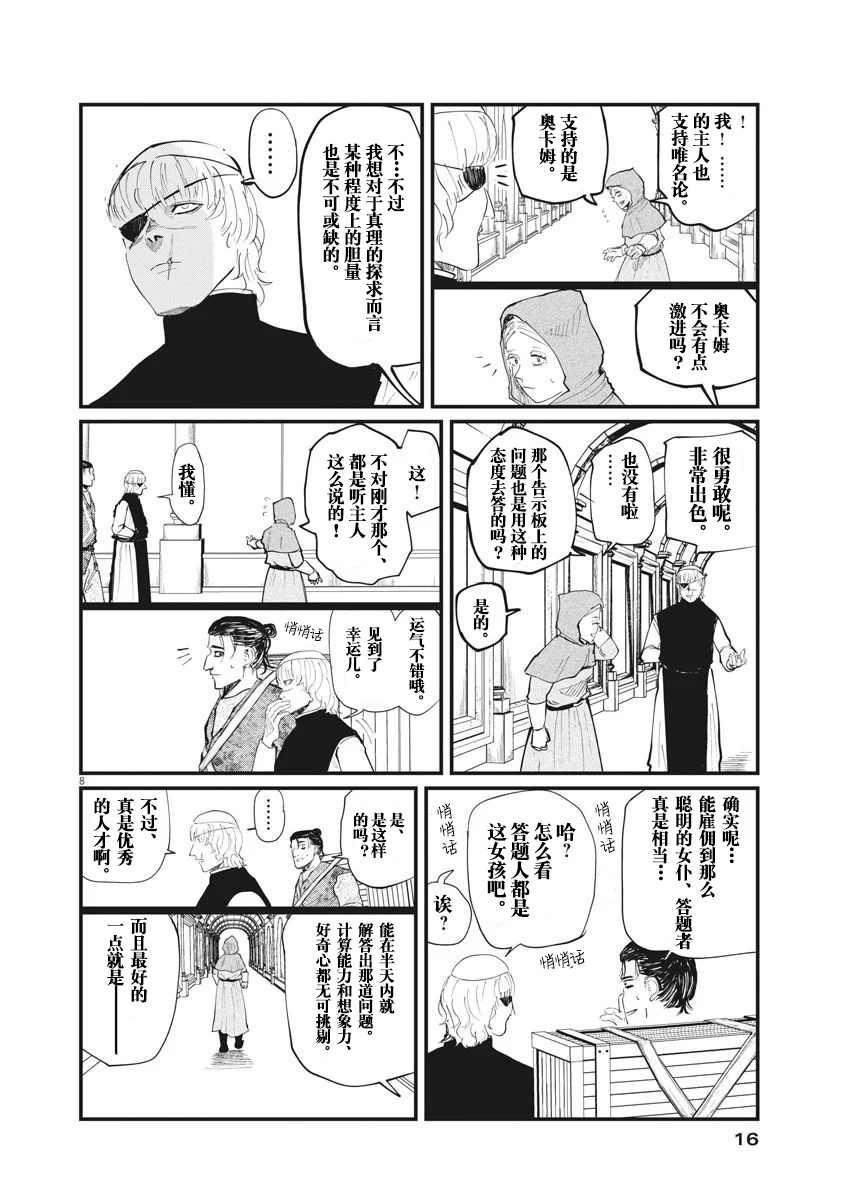 ！
我！……
的主人也
支持唯名论。
支持的是
奥卡姆。
奥卡姆
不会有点
激进吗？
不…不过
我想对于真理的探求而言
某种程度上的胆量
也是不可或缺的。
……
很勇敢呢。
非常出色。
也没有啦
……
那个告示板上的
问题也是用这种
态度去答的吗？
是的。
这！
不对刚才那个、
都是听主人
这么说的！
我懂。
运气不错哦。
见到了
幸运儿。
悄悄话
8
确实呢…
能雇佣到那么
聪明的女仆、答题者
真是相当…
悄悄话
哈？
怎么看
答题人都是
这女孩吧。
悄悄话
诶？
悄悄话
是、
是这样
的吗？
……
不过、
真是优秀
的人才啊。
能在半天内就
解答出那道问题。
计算能力和想象力、
好奇心都无可挑剔。
而且最好的
一点就是——
16